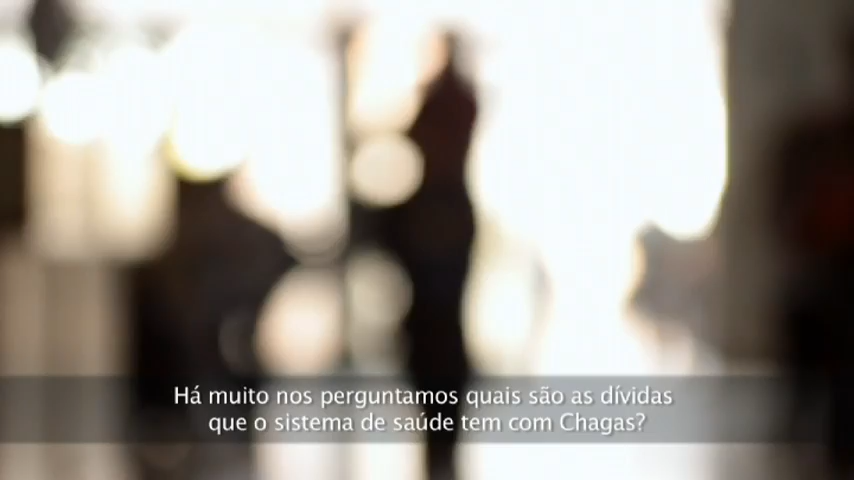 Há muito nos perguntamos quais são as dívidas
que o sistema de saúde tem com Chagas?